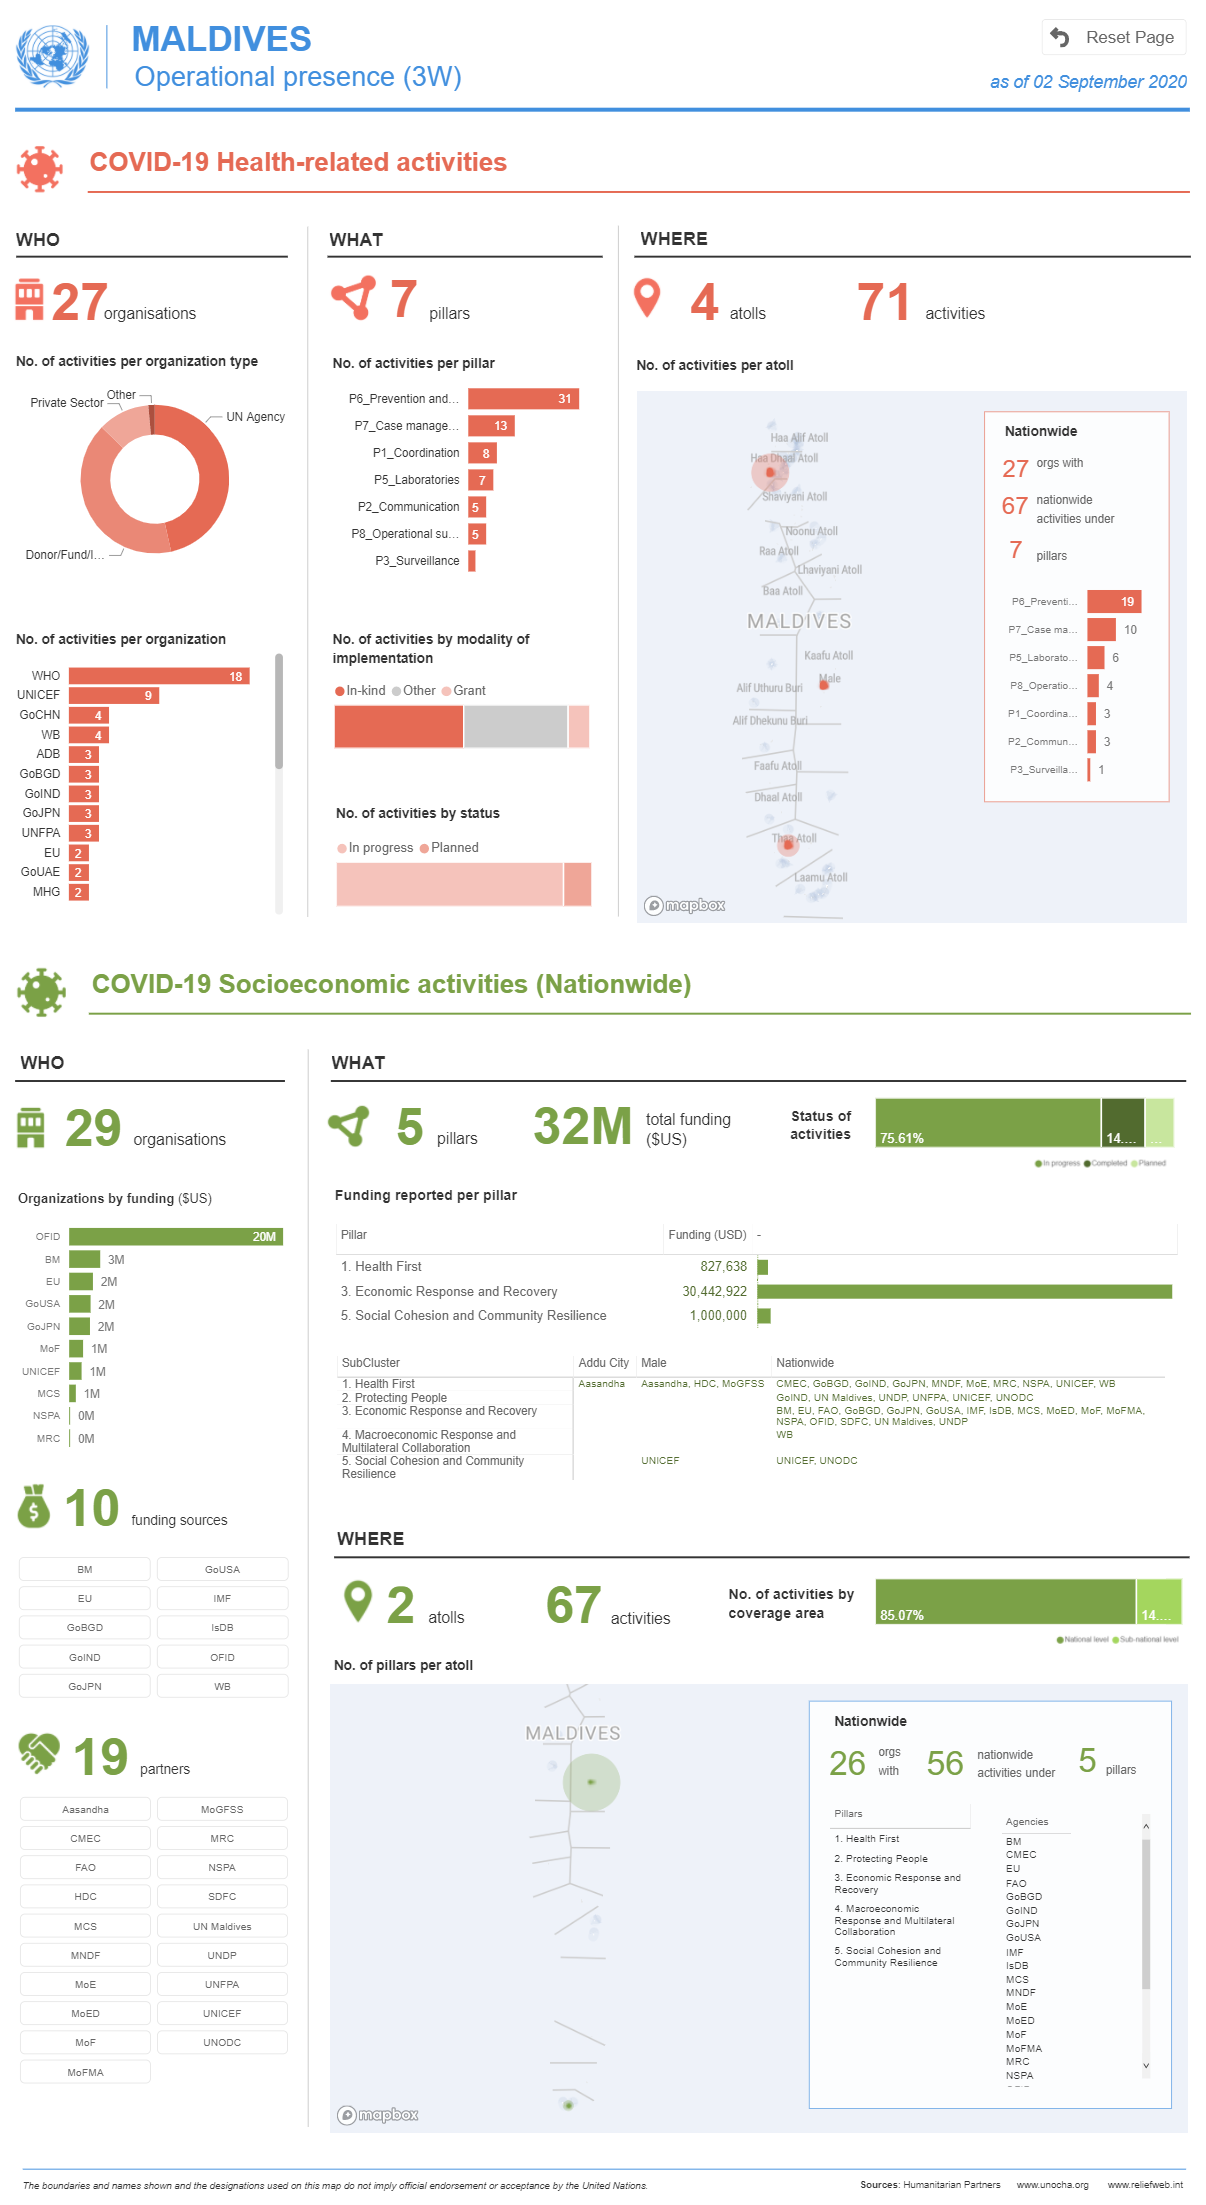 MALDIVES
Operational presence (3W)
Reset Page
as of 02 September 2020
COVID-19 Health-related activities
WHO
27 organisations
No. of activities per organization type
Other
Private Sector
UN Agency
Donor/Fund/I...
No. of activities per organization
WHO 18
UNICEF 9
GoCHN 4
WB 4
ADB 3
GoBGD 3
GoIND 3
GoJPN 3
UNFPA 3
EU 2
GoUAE 2
MHG 2
WHAT
7 pillars
No. of activities per pillar
P6_Prevention and... 31
P7_Case manage... 13
P1_Coordination 8
P5_Laboratories 7
P2_Communication 5
P8_Operational su... 5
P3_Surveillance
No. of activities by modality of
implementation
In-kind Other Grant
No. of activities by status
In progress Planned
WHERE
4 atolls
71 activities
No. of activities per atoll
Haa Alif Atoll
Haa Dhaal Atoll
Shaviyani Atoll
Noonu Atoll
Raa Atoll
Lhaviyani Atoll
Baa Atoll
MALDIVES
Kaafu Atoll
Male
Alif Uthuru Buri
Alif Dhekunu Buri
Faafu Atoll
Dhaal Atoll
Thaa Atoll
Laamu Atoll
mapbox
Nationwide
27 orgs with
67 nationwide
activities under
7 pillars
P6_Preventi... 19
P7_Case ma... 10
P5_Laborato... 6
P8_Operatio... 4
P1_Coordina... 3
P2_Commun... 3
P3_Surveilla... 1
COVID-19 Socioeconomic activities (Nationwide)
WHO
29 organisations
Organizations by funding ($US)
OFID 20M
BM 3M
EU 2M
GoUSA 2M
GoJPN 2M
MoF 1M
UNICEF 1M
MCS 1M
NSPA 0M
MRC 0M
10 funding sources
BM GoUSA
EU IMF
GoBGD IsDB
GoIND OFID
GoJPN WB
19 partners
Aasandha MoGFSS
CMEC MRC
FAO NSPA
HDC SDFC
MCS UN Maldives
MNDF UNDP
MoE UNFPA
MoED UNICEF
MoF UNODC
MoFMA
WHAT
5 pillars
32M total funding
($US)
Status of
activities
75.61% 14.... ...
In progress Completed Planned
Funding reported per pillar
Pillar Funding (USD) -
1. Health First 827,638
3. Economic Response and Recovery 30,442,922
5. Social Cohesion and Community Resilience 1,000,000
SubCluster Addu City Male Nationwide
1. Health First Aasandha Aasandha, HDC, MoGFSS CMEC, GoBGD, GoIND, GoJPN, MNDF, MoE, MRC, NSPA, UNICEF, WB
2. Protecting People GoIND, UN Maldives, UNDP, UNFPA, UNICEF, UNODC
3. Economic Response and Recovery BM, EU, FAO, GoBGD, GoJPN, GoUSA, IMF, IsDB, MCS, MoED, MoF, MoFMA,
NSPA, OFID, SDFC, UN Maldives, UNDP
4. Macroeconomic Response and WB
Multilateral Collaboration
5. Social Cohesion and Community UNICEF UNICEF, UNODC
Resilience
WHERE
2 atolls
67 activities
No. of activities by
coverage area
85.07% 14....
National level Sub-national level
No. of pillars per atoll
MALDIVES
mapbox
Nationwide
26 orgs
with
56 nationwide
activities under
5 pillars
Pillars
1. Health First
2. Protecting People
3. Economic Response and
Recovery
4. Macroeconomic
Response and Multilateral
Collaboration
5. Social Cohesion and
Community Resilience
Agencies
BM
CMEC
EU
FAO
GoBGD
GoIND
GoJPN
GoUSA
IMF
IsDB
MCS
MNDF
MoE
MoED
MoF
MoFMA
MRC
NSPA
The boundaries and names shown and the designations used on this map do not imply official endorsement or acceptance by the United Nations.
Sources: Humanitarian Partners www.unocha.org www.reliefweb.int